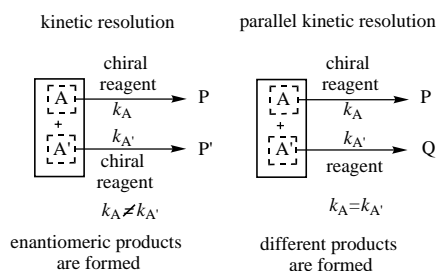 kinetic resolution
chiral
reagent
A P
k_A
+
k_A'
A' P'
chiral
reagent
k_A≠k_A'
enantiomeric products
are formed
parallel kinetic resolution
chiral
reagent
A P
k_A
+
k_A'
A' Q
reagent
k_A=k_A'
different products
are formed